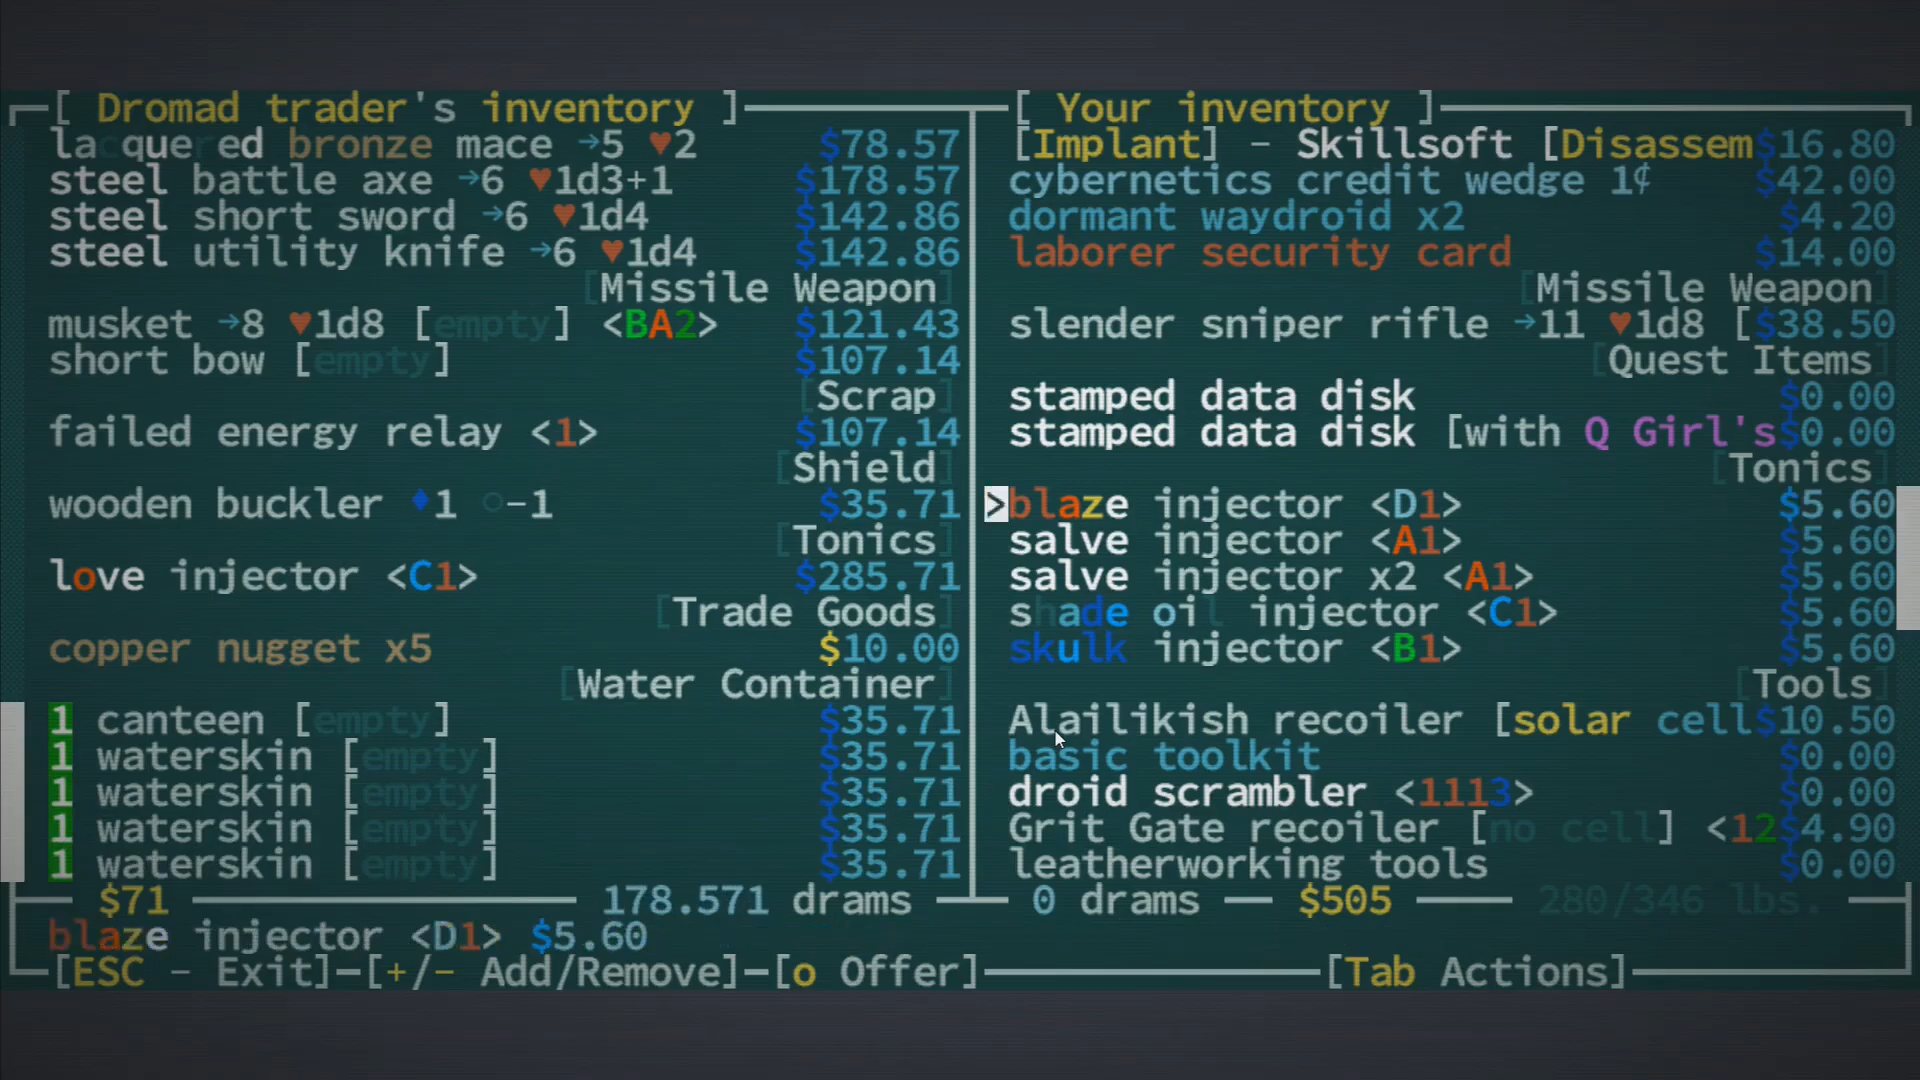 [ Dromad trader's inventory ]
lacquered bronze mace →5 ♥2 $78.57
steel battle axe →6 ♥1d3+1 $178.57
steel short sword →6 ♥1d4 $142.86
steel utility knife →6 ♥1d4 $142.86
[Missile Weapon]
musket →8 ♥1d8 [empty] <BA2> $121.43
short bow [empty] $107.14
[Scrap]
failed energy relay <1> $107.14
[Shield]
wooden buckler ♦1 ○-1 $35.71
[Tonics]
love injector <C1> $285.71
[Trade Goods]
copper nugget x5 $10.00
[Water Container]
1 canteen [empty] $35.71
1 waterskin [empty] $35.71
1 waterskin [empty] $35.71
1 waterskin [empty] $35.71
1 waterskin [empty] $35.71
[ Your inventory ]
[Implant] - Skillsoft [Disassem$16.80
cybernetics credit wedge 1¢ $42.00
dormant waydroid x2 $4.20
laborer security card $14.00
[Missile Weapon]
slender sniper rifle →11 ♥1d8 [$38.50
[Quest Items]
stamped data disk $0.00
stamped data disk [with Q Girl's$0.00
[Tonics]
>blaze injector <D1> $5.60
salve injector <A1> $5.60
salve injector x2 <A1> $5.60
shade oil injector <C1> $5.60
skulk injector <B1> $5.60
[Tools]
Alailikish recoiler [solar cell$10.50
basic toolkit $0.00
droid scrambler <1113> $0.00
Grit Gate recoiler [no cell] <12$4.90
leatherworking tools $0.00
$71 178.571 drams 0 drams $505 280/346 lbs.
blaze injector <D1> $5.60
[ESC - Exit]-[+/- Add/Remove]-[o Offer] [Tab Actions]